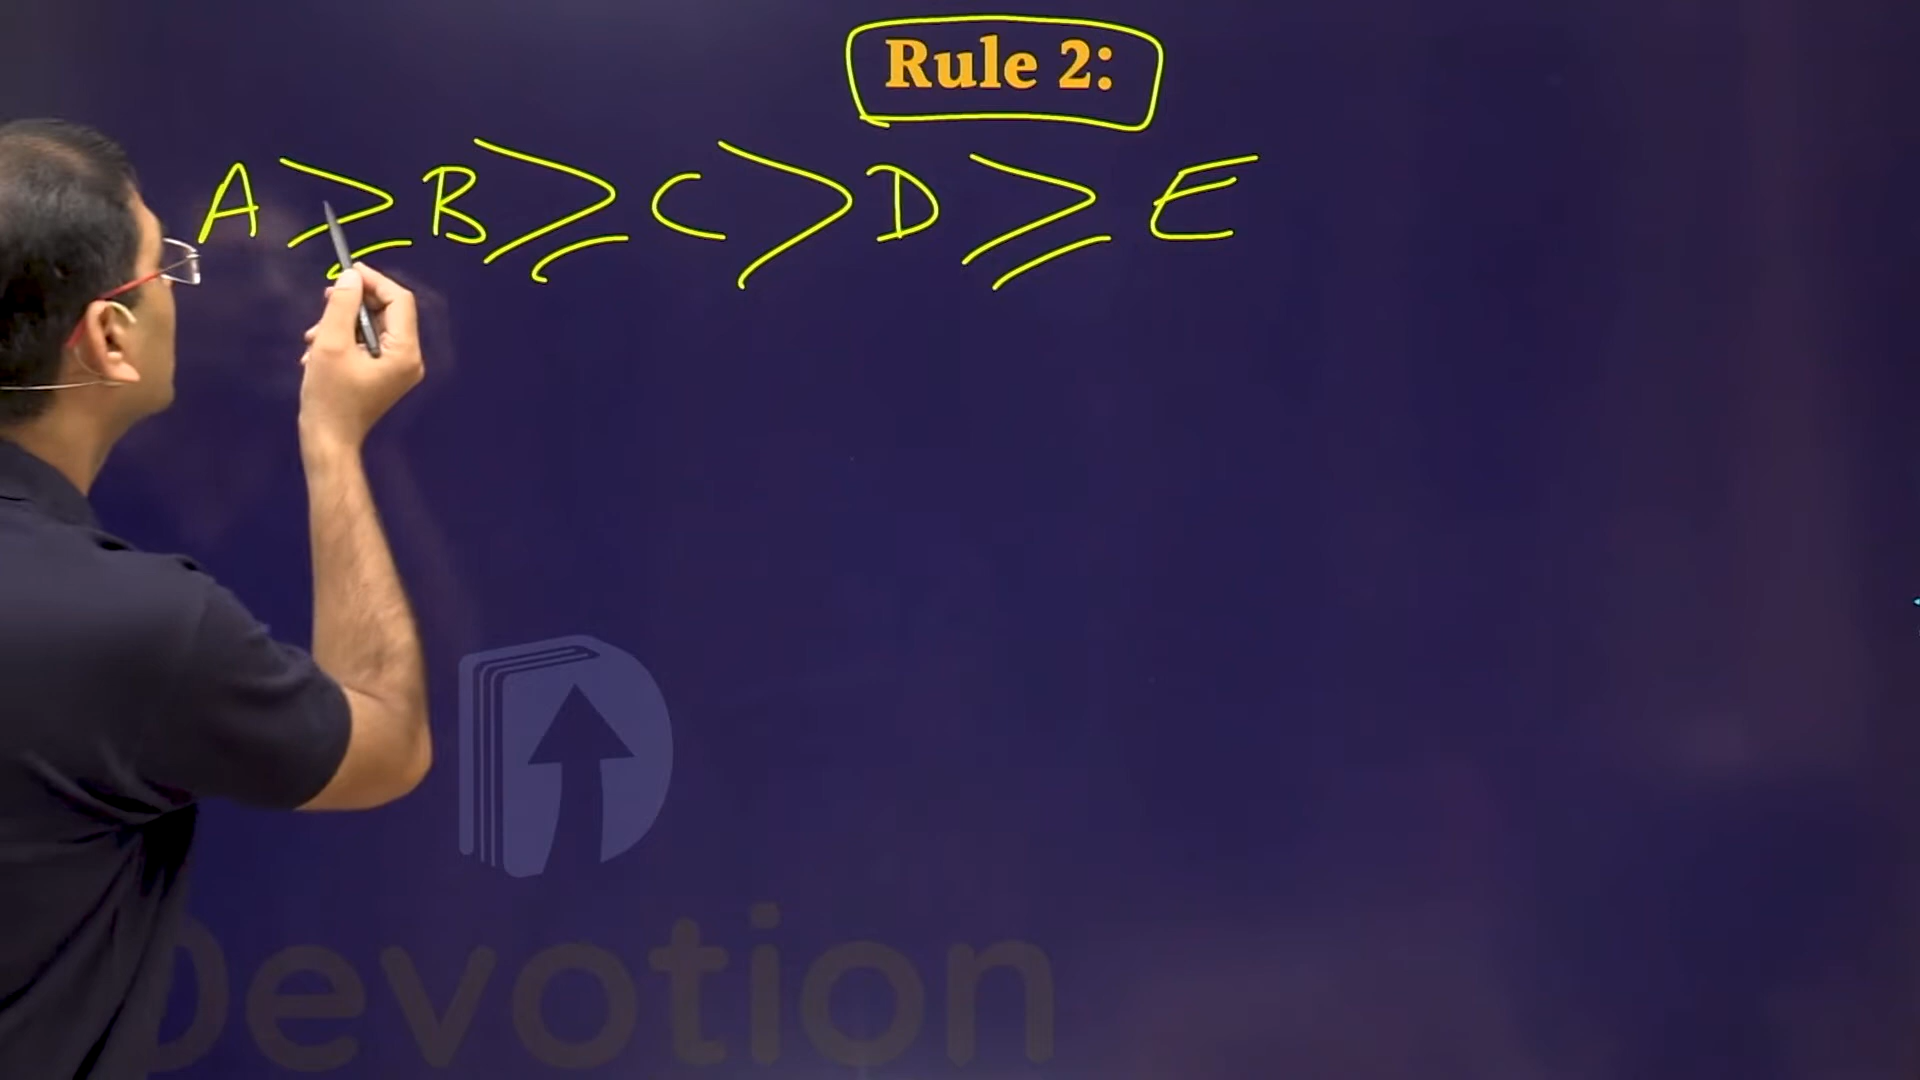 Rule 2:
A ≥ B ≥ C > D ≥ E
Devotion